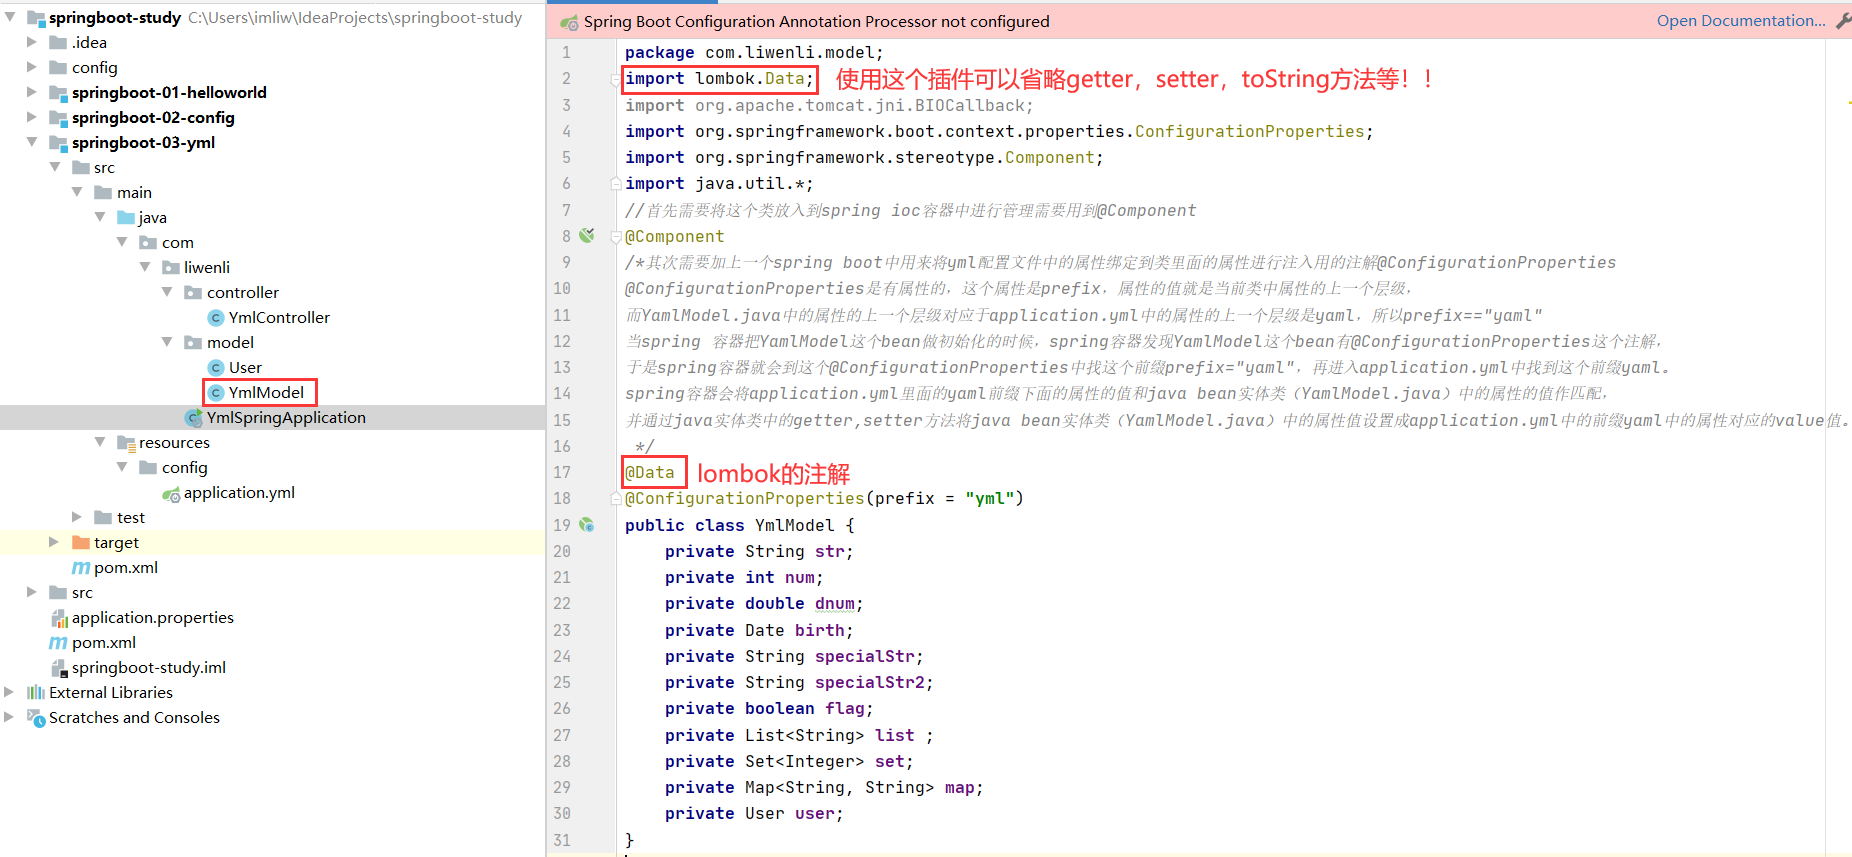 springboot-study C:\Users\imliw\IdeaProjects\springboot-study
.idea
config
springboot-01-helloworld
springboot-02-config
springboot-03-yml
src
main
java
com
liwenli
controller
YmlController
model
User
YmlModel
YmlSpringApplication
resources
config
application.yml
test
target
pom.xml
src
application.properties
pom.xml
springboot-study.iml
External Libraries
Scratches and Consoles
Spring Boot Configuration Annotation Processor not configured Open Documentation...
1 package com.liwenli.model;
2 import lombok.Data; 使用这个插件可以省略getter，setter，toString方法等！！
3 import org.apache.tomcat.jni.BIOCallback;
4 import org.springframework.boot.context.properties.ConfigurationProperties;
5 import org.springframework.stereotype.Component;
6 import java.util.*;
7 //首先需要将这个类放入到spring ioc容器中进行管理需要用到@Component
8 @Component
9 /*其次需要加上一个spring boot中用来将yml配置文件中的属性绑定到类里面的属性进行注入用的注解@ConfigurationProperties
10 @ConfigurationProperties是有属性的，这个属性是prefix，属性的值就是当前类中属性的上一个层级，
11 而YamlModel.java中的属性的上一个层级对应于application.yml中的属性的上一个层级是yaml，所以prefix=="yaml"
12 当spring 容器把YamlModel这个bean做初始化的时候，spring容器发现YamlModel这个bean有@ConfigurationProperties这个注解，
13 于是spring容器就会到这个@ConfigurationProperties中找这个前缀prefix="yaml"，再进入application.yml中找到这个前缀yaml。
14 spring容器会将application.yml里面的yaml前缀下面的属性的值和java bean实体类（YamlModel.java）中的属性的值作匹配，
15 并通过java实体类中的getter,setter方法将java bean实体类（YamlModel.java）中的属性值设置成application.yml中的前缀yaml中的属性对应的value值。
16 */
17 @Data lombok的注解
18 @ConfigurationProperties(prefix = "yml")
19 public class YmlModel {
20 private String str;
21 private int num;
22 private double dnum;
23 private Date birth;
24 private String specialStr;
25 private String specialStr2;
26 private boolean flag;
27 private List<String> list ;
28 private Set<Integer> set;
29 private Map<String, String> map;
30 private User user;
31 }